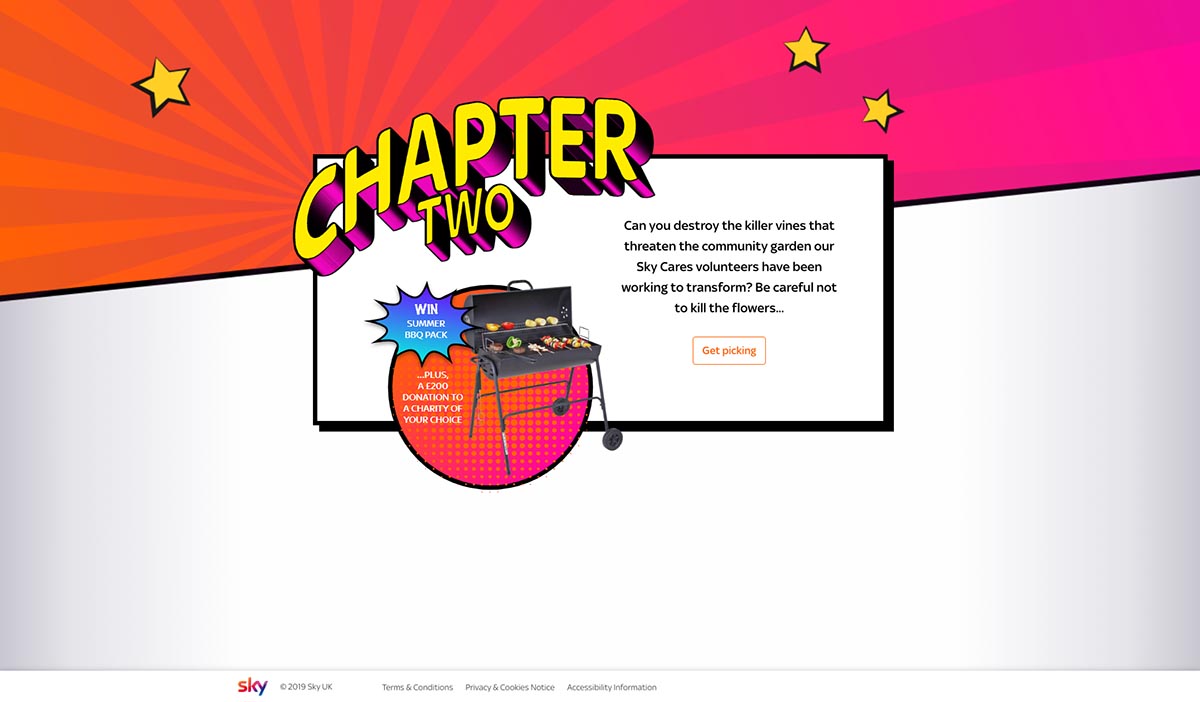 CHAPTER
TWO
Can you destroy the killer vines that
threaten the community garden our
Sky Cares volunteers have been
working to transform? Be careful not
to kill the flowers...
Get picking
WIN
SUMMER
BBQ PACK
...PLUS,
A £200
DONATION TO
A CHARITY OF
YOUR CHOICE
sky © 2019 Sky UK Terms & Conditions Privacy & Cookies Notice Accessibility Information